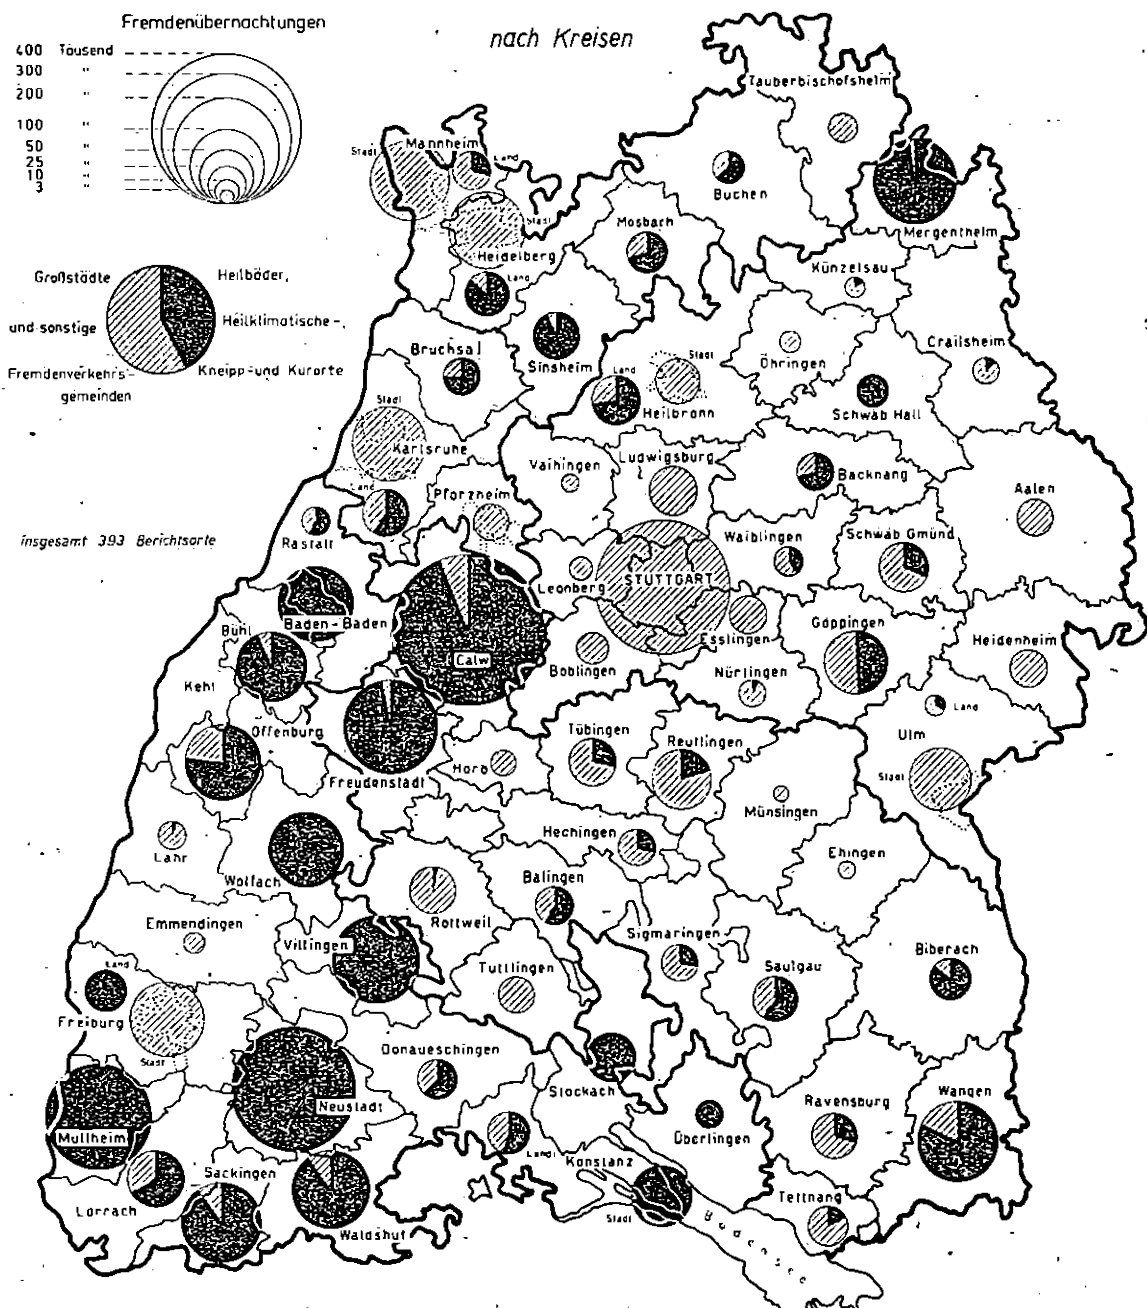 Fremdenübernachtungen
nach Kreisen
400 Tausend
300 "
200 "
100 "
50 "
25 "
10 "
3 "
Großstädte
und sonstige
Fremdenverkehrs-
gemeinden
Heilbäder,
Heilklimatische-,
Kneipp-und Kurorte
insgesamt 393 Berichtsorte
Tauberbischofsheim
Stadt
Mannheim
Land
Buchen
Mergentheim
Stadt
Heidelberg
Land
Mosbach
Künzelsau
Bruchsal
Sinsheim
Land
Stadt
Heilbronn
Öhringen
Crailsheim
Schwäb Hall
Stadt
Karlsruhe
Land
Vaihingen
Ludwigsburg
Backnang
Aalen
Pforzheim
Rastatt
Leonberg
STUTTGART
Waiblingen
Schwäb Gmünd
Baden-Baden
Bühl
Calw
Böblingen
Esslingen
Göppingen
Heidenheim
Nürtingen
Kehl
Offenburg
Freudenstadt
Horb
Tübingen
Reutlingen
Land
Ulm
Stadt
Münsingen
Lahr
Wolfach
Hechingen
Ehingen
Balingen
Rottweil
Emmendingen
Villingen
Tuttlingen
Sigmaringen
Saulgau
Biberach
Land
Freiburg
Stadt
Donaueschingen
Stockach
Neustadt
Müllheim
Überlingen
Ravensburg
Wangen
Land
Konstanz
Stadt
Säckingen
Lörrach
Waldshut
Tettnang
Bodensee